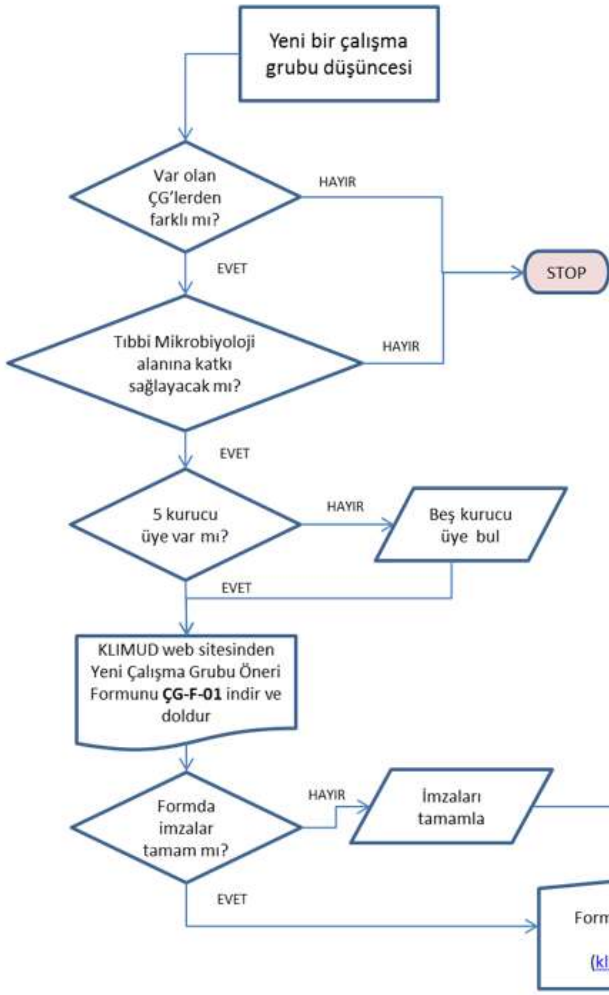 Yeni bir çalışma
grubu düşüncesi
Var olan
ÇG'lerden
farklı mı?
HAYIR
STOP
EVET
Tıbbi Mikrobiyoloji
alanına katkı
sağlayacak mı?
HAYIR
EVET
5 kurucu
üye var mı?
HAYIR
Beş kurucu
üye bul
EVET
KLIMUD web sitesinden
Yeni Çalışma Grubu Öneri
Formunu ÇG-F-01 indir ve
doldur
Formda
imzalar
tamam mı?
HAYIR
İmzaları
tamamla
EVET
Form